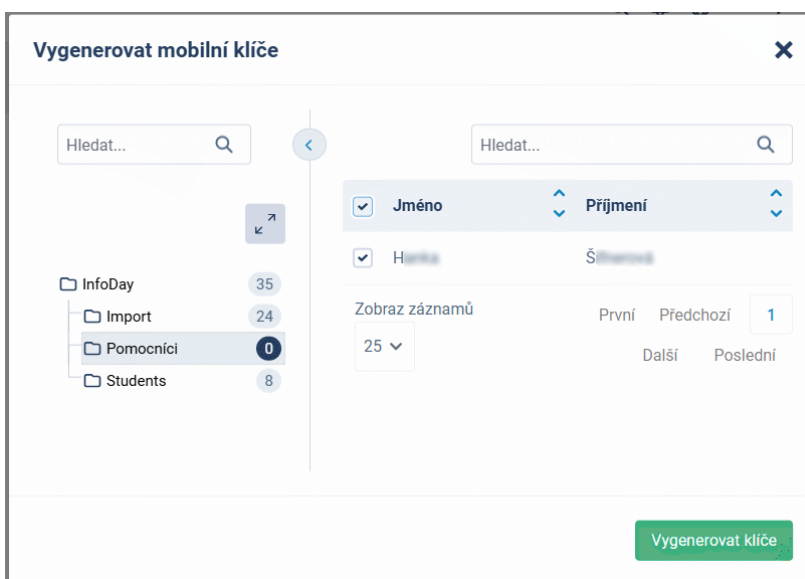 Vygenerovat mobilní klíče
Hledat...
InfoDay 35
Import 24
Pomocníci 0
Students 8
Hledat...
Jméno Příjmení
Zobraz záznamů
25
První Předchozí 1
Další Poslední
Vygenerovat klíče